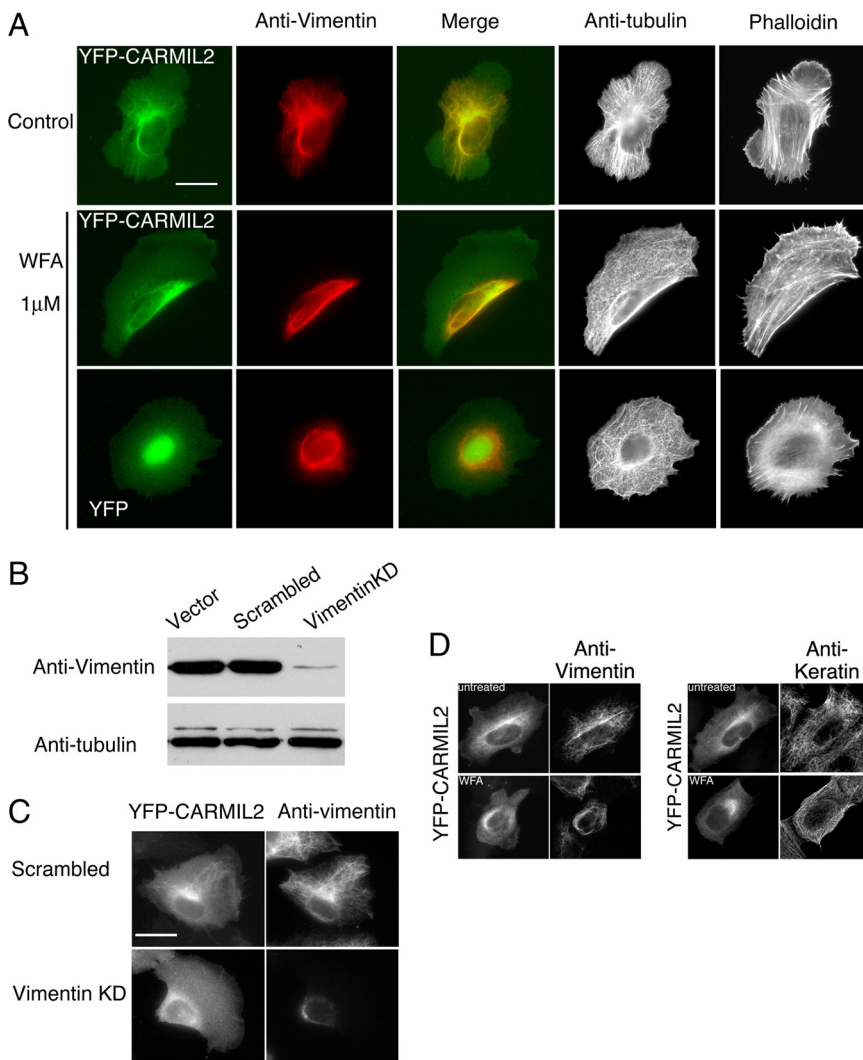 A
Anti-Vimentin
Merge
Anti-tubulin
Phalloidin
Control
YFP-CARMIL2
WFA
1μM
YFP-CARMIL2
YFP
B
Vector
Scrambled
VimentinKD
Anti-Vimentin
Anti-tubulin
C
YFP-CARMIL2
Anti-vimentin
Scrambled
Vimentin KD
D
Anti-
Vimentin
YFP-CARMIL2
untreated
WFA
Anti-
Keratin
YFP-CARMIL2
untreated
WFA